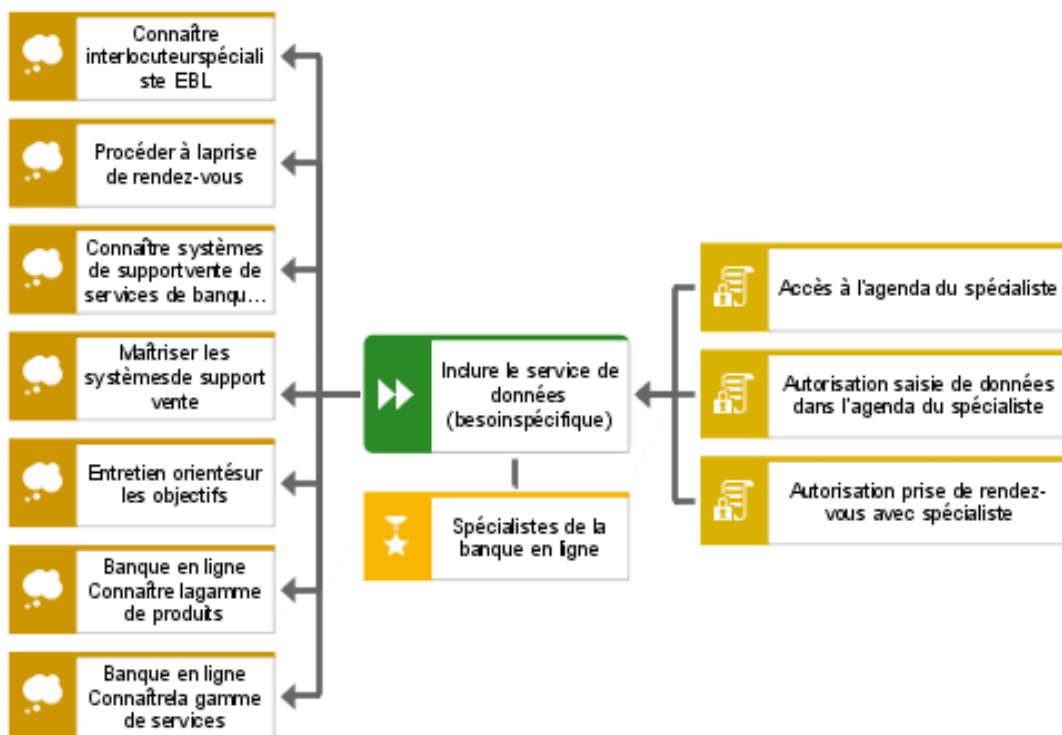 Connaître
interlocuteurspéciali
ste EBL
Procéder à laprise
de rendez-vous
Connaître systèmes
de supportvente de
services de banqu...
Maîtriser les
systèmesde support
vente
Entretien orientésur
les objectifs
Banque en ligne
Connaître lagamme
de produits
Banque en ligne
Connaîtrela gamme
de services
Inclure le service de
données
(besoinspécifique)
Spécialistes de la
banque en ligne
Accès à l'agenda du spécialiste
Autorisation saisie de données
dans l'agenda du spécialiste
Autorisation prise de rendez-
vous avec spécialiste